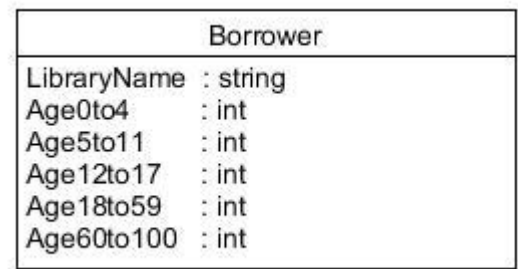 Borrower
LibraryName : string
Age0to4 : int
Age5to11 : int
Age12to17 : int
Age18to59 : int
Age60to100 : int